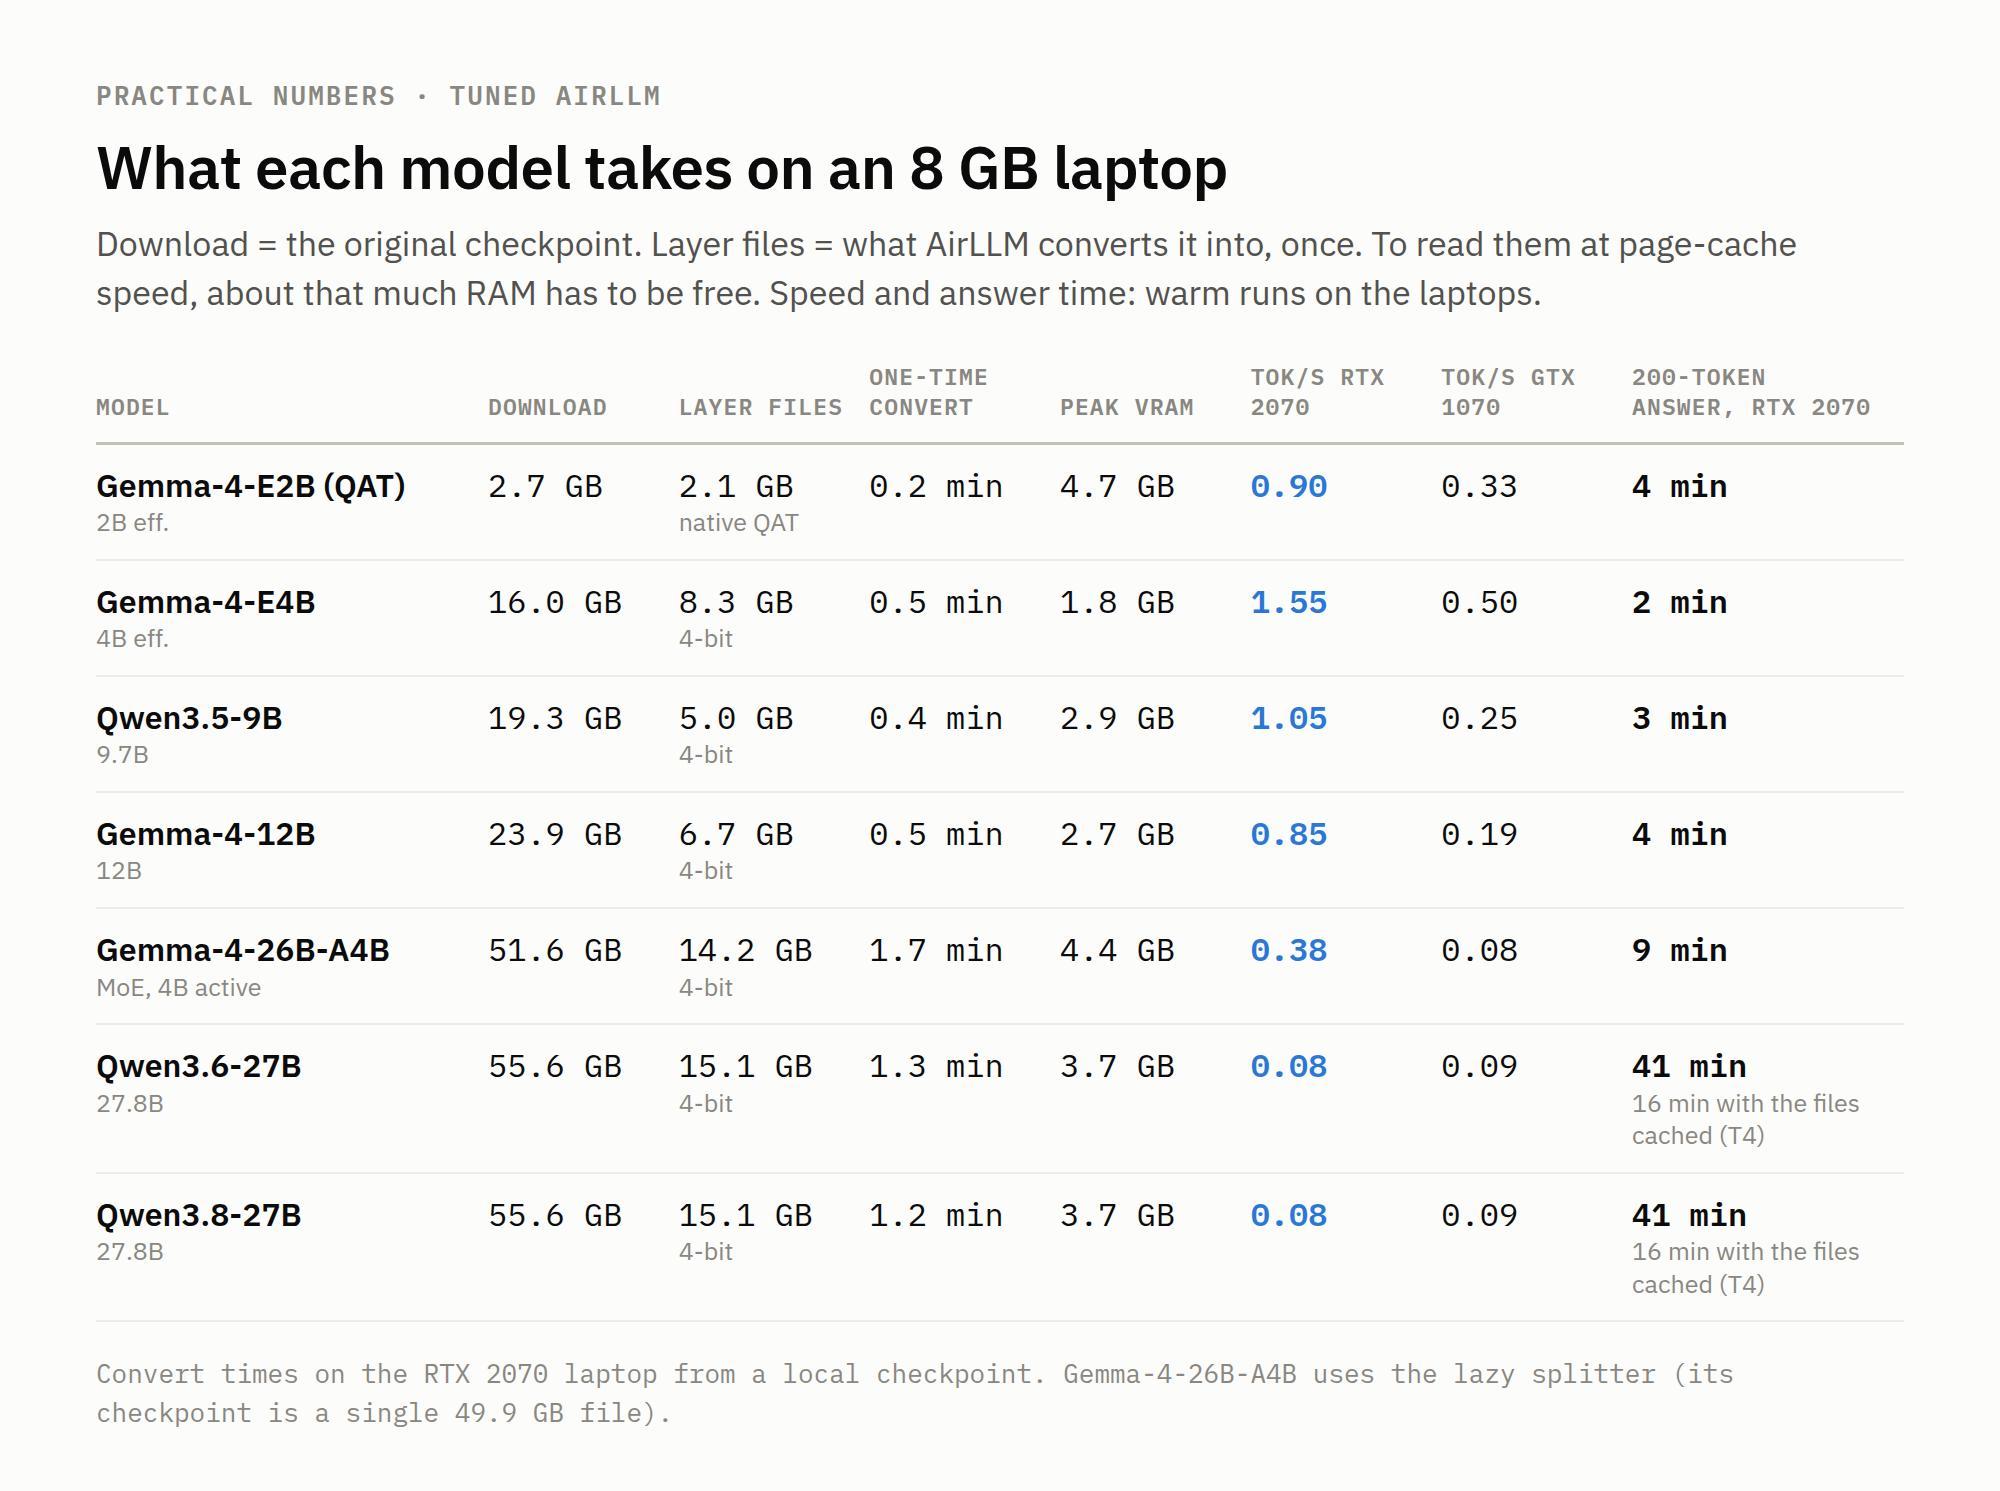 PRACTICAL NUMBERS · TUNED AIRLLM
What each model takes on an 8 GB laptop
Download = the original checkpoint. Layer files = what AirLLM converts it into, once. To read them at page-cache
speed, about that much RAM has to be free. Speed and answer time: warm runs on the laptops.
MODEL DOWNLOAD LAYER FILES ONE-TIME CONVERT PEAK VRAM TOK/S RTX 2070 TOK/S GTX 1070 200-TOKEN ANSWER, RTX 2070
Gemma-4-E2B (QAT) 2.7 GB 2.1 GB 0.2 min 4.7 GB 0.90 0.33 4 min
2B eff. native QAT
Gemma-4-E4B 16.0 GB 8.3 GB 0.5 min 1.8 GB 1.55 0.50 2 min
4B eff. 4-bit
Qwen3.5-9B 19.3 GB 5.0 GB 0.4 min 2.9 GB 1.05 0.25 3 min
9.7B 4-bit
Gemma-4-12B 23.9 GB 6.7 GB 0.5 min 2.7 GB 0.85 0.19 4 min
12B 4-bit
Gemma-4-26B-A4B 51.6 GB 14.2 GB 1.7 min 4.4 GB 0.38 0.08 9 min
MoE, 4B active 4-bit
Qwen3.6-27B 55.6 GB 15.1 GB 1.3 min 3.7 GB 0.08 0.09 41 min
27.8B 4-bit 16 min with the files
cached (T4)
Qwen3.8-27B 55.6 GB 15.1 GB 1.2 min 3.7 GB 0.08 0.09 41 min
27.8B 4-bit 16 min with the files
cached (T4)
Convert times on the RTX 2070 laptop from a local checkpoint. Gemma-4-26B-A4B uses the lazy splitter (its
checkpoint is a single 49.9 GB file).